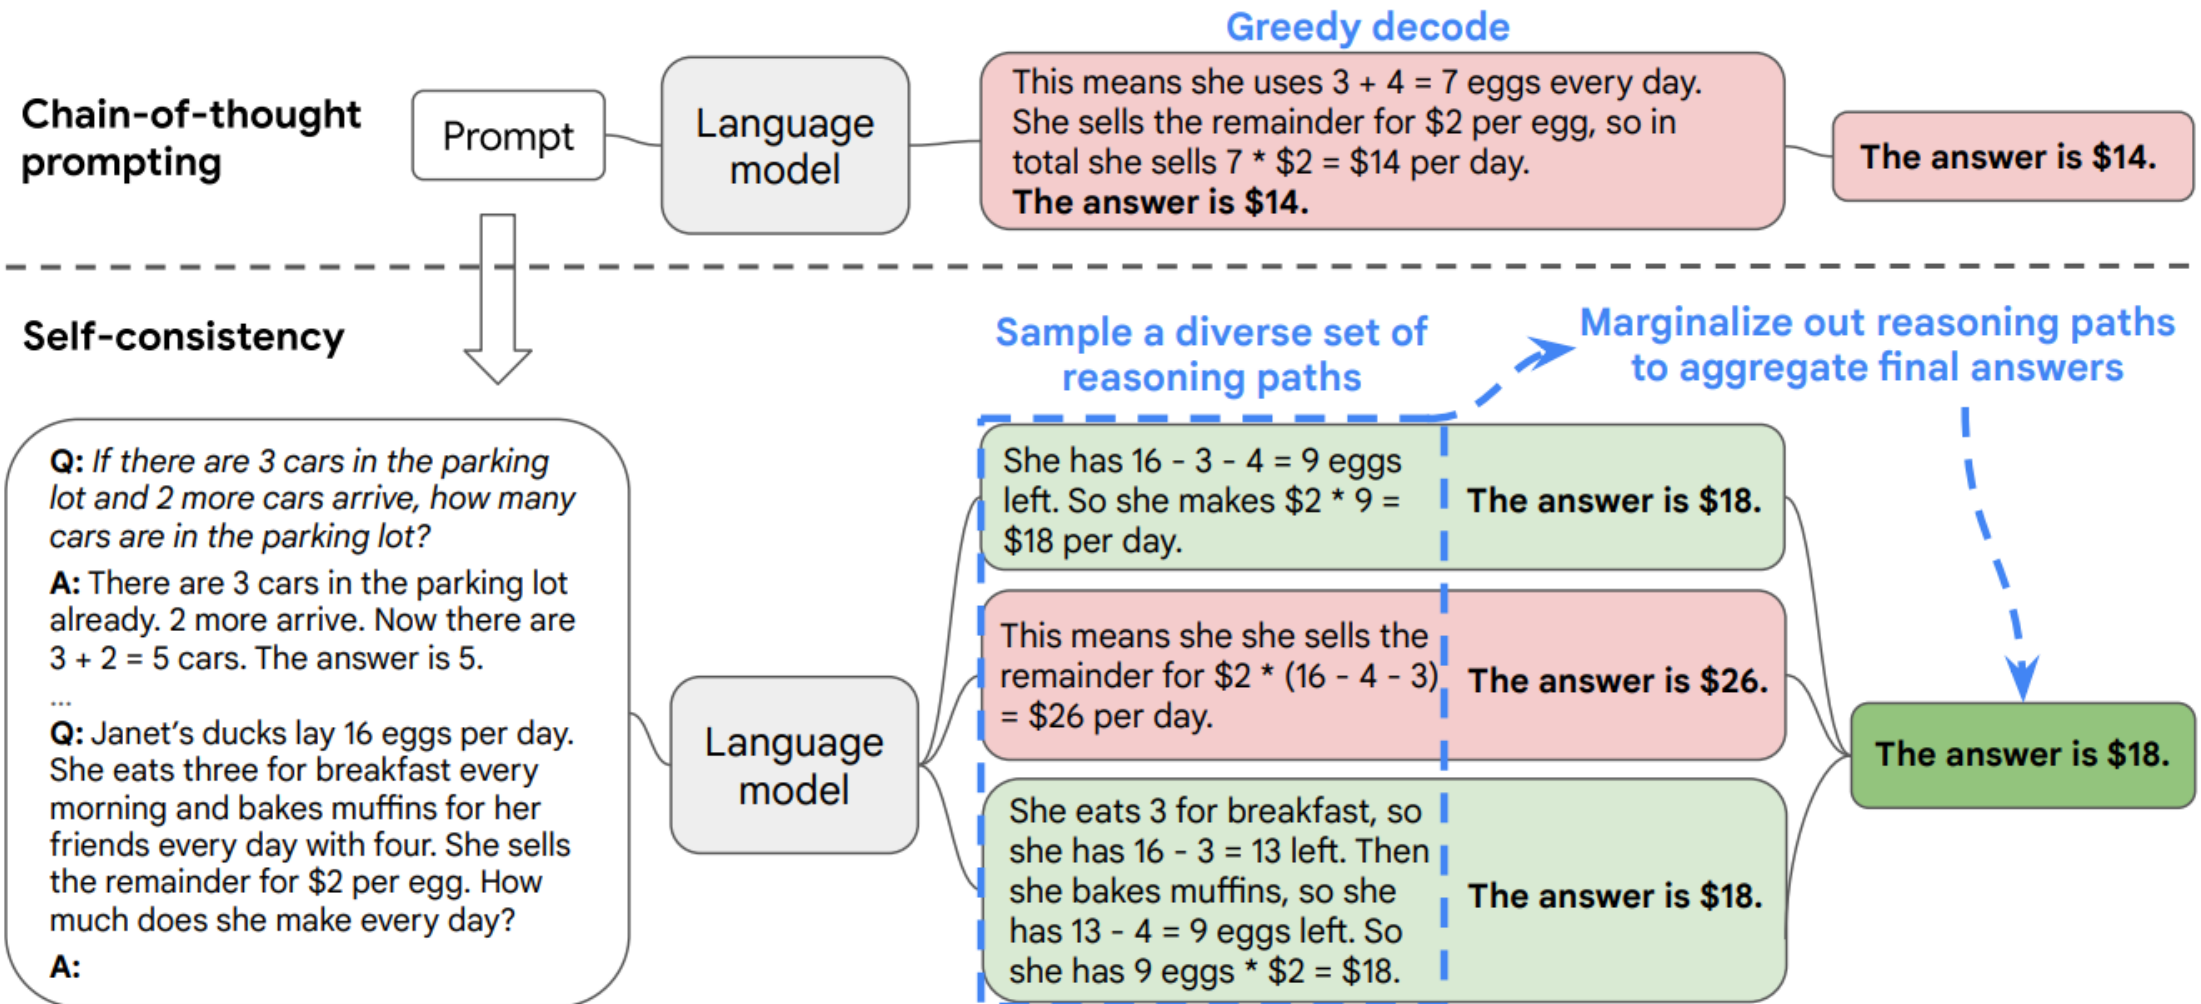 Greedy decode
Chain-of-thought
prompting
Prompt
Language
model
This means she uses 3 + 4 = 7 eggs every day.
She sells the remainder for $2 per egg, so in
total she sells 7 * $2 = $14 per day.
The answer is $14.
The answer is $14.
Self-consistency
Sample a diverse set of
reasoning paths
Marginalize out reasoning paths
to aggregate final answers
Q: If there are 3 cars in the parking
lot and 2 more cars arrive, how many
cars are in the parking lot?
A: There are 3 cars in the parking lot
already. 2 more arrive. Now there are
3 + 2 = 5 cars. The answer is 5.
...
Q: Janet’s ducks lay 16 eggs per day.
She eats three for breakfast every
morning and bakes muffins for her
friends every day with four. She sells
the remainder for $2 per egg. How
much does she make every day?
A:
Language
model
She has 16 - 3 - 4 = 9 eggs
left. So she makes $2 * 9 =
$18 per day.
The answer is $18.
This means she she sells the
remainder for $2 * (16 - 4 - 3)
= $26 per day.
The answer is $26.
She eats 3 for breakfast, so
she has 16 - 3 = 13 left. Then
she bakes muffins, so she
has 13 - 4 = 9 eggs left. So
she has 9 eggs * $2 = $18.
The answer is $18.
The answer is $18.